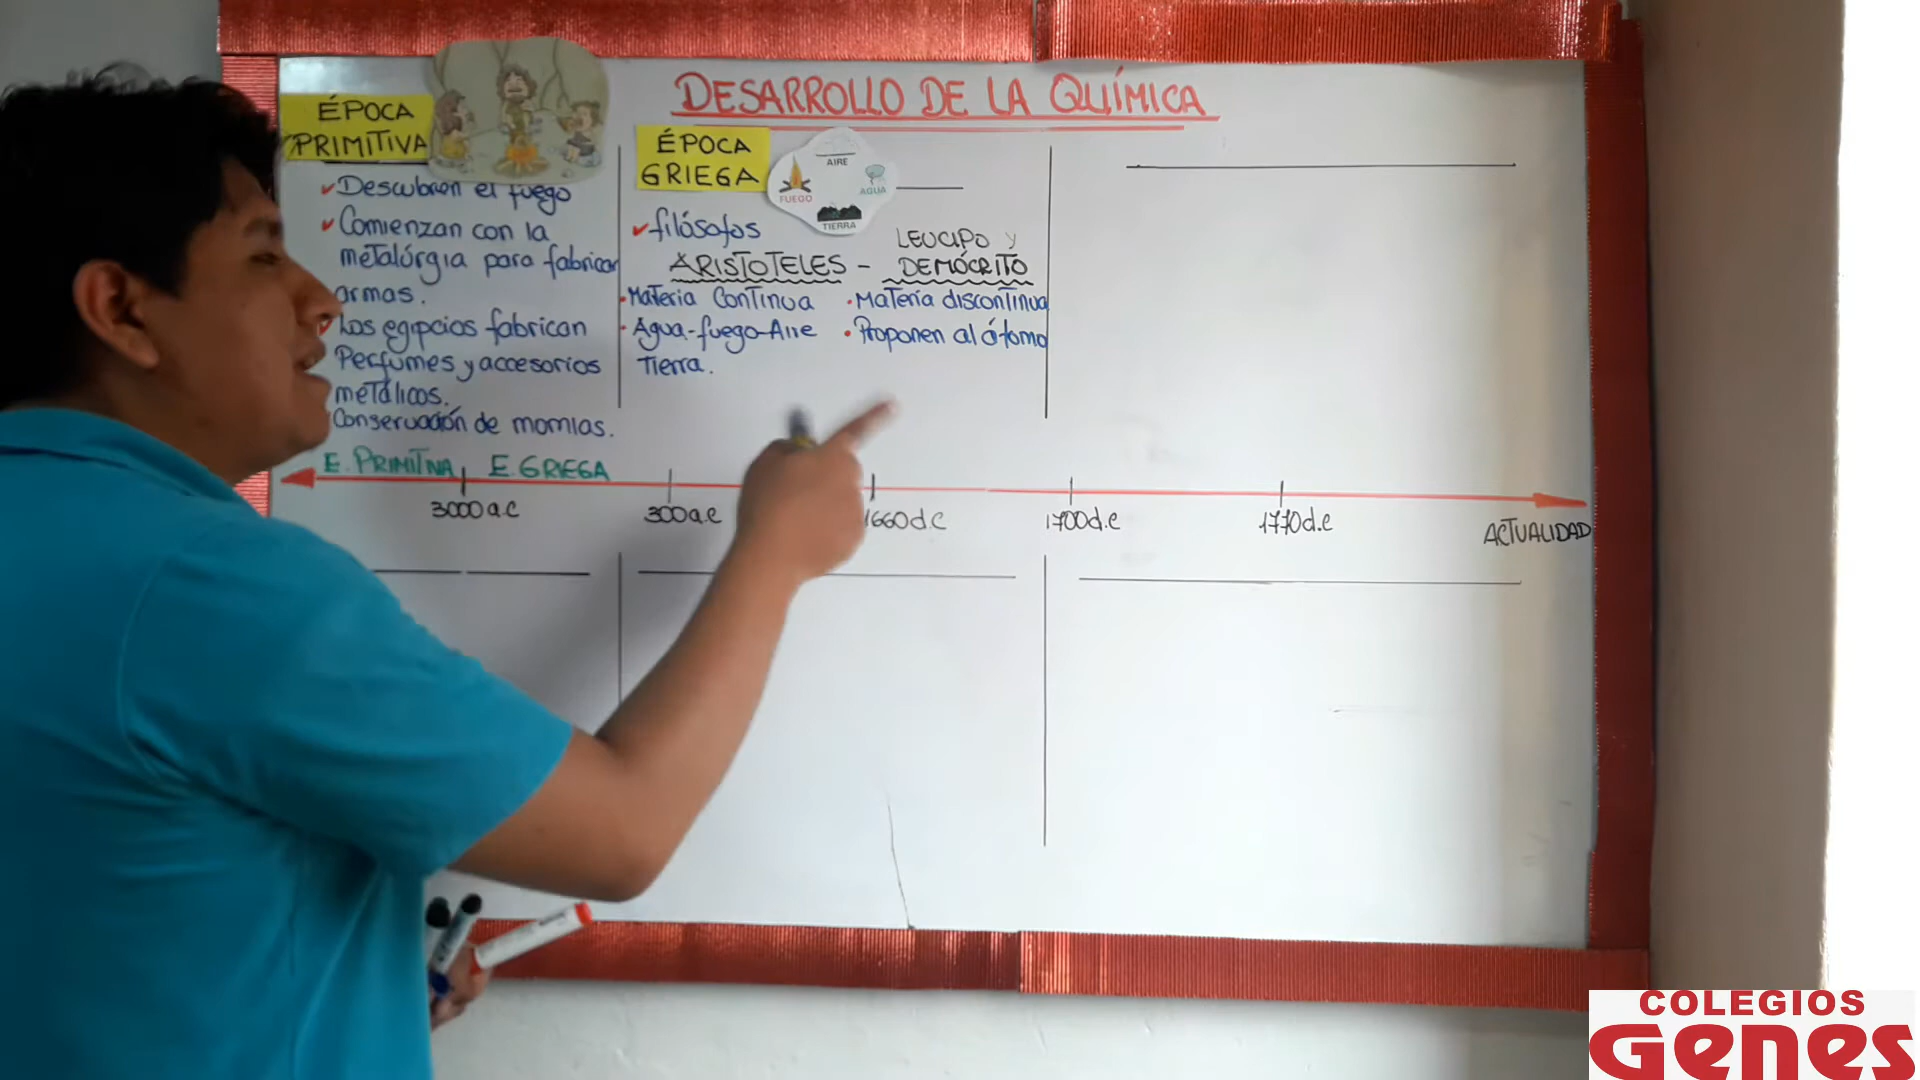 DESARROLLO DE LA QUÍMICA
ÉPOCA
PRIMITIVA
✓Descubren el fuego
✓Comienzan con la
metalúrgia para fabricar
armas.
✓Los egipcios fabrican
Perfumes y accesorios
metálicos.
Conservación de momias.
ÉPOCA
GRIEGA
AIRE
FUEGO
AGUA
TIERRA
✓filósofos
ARISTOTELES -
LEUCIPO y
DEMÓCRITO
•Materia Continua
•Agua-fuego-Aire
Tierra.
•Materia discontinua
•Proponen al átomo
E. PRIMITIVA
E. GRIEGA
3000 a.c
300 a.c
1660 d.c
1700 d.c
1770 d.c
ACTUALIDAD
COLEGIOS
Genes